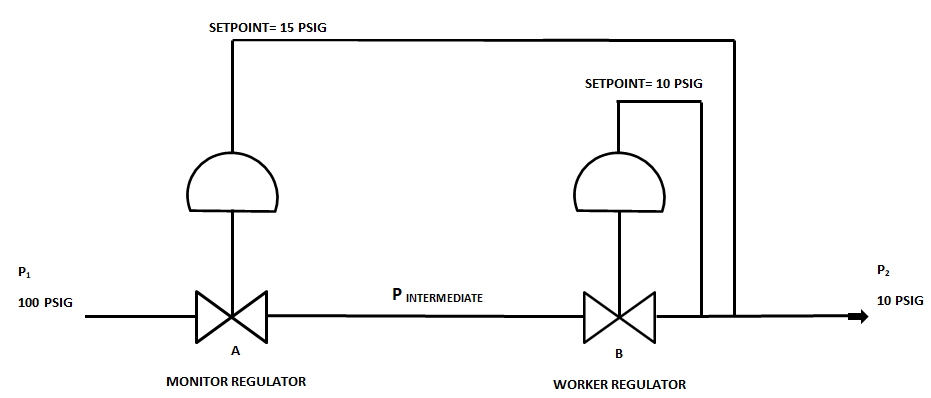 SETPOINT= 15 PSIG
SETPOINT= 10 PSIG
P1
100 PSIG
P INTERMEDIATE
P2
10 PSIG
A
MONITOR REGULATOR
B
WORKER REGULATOR